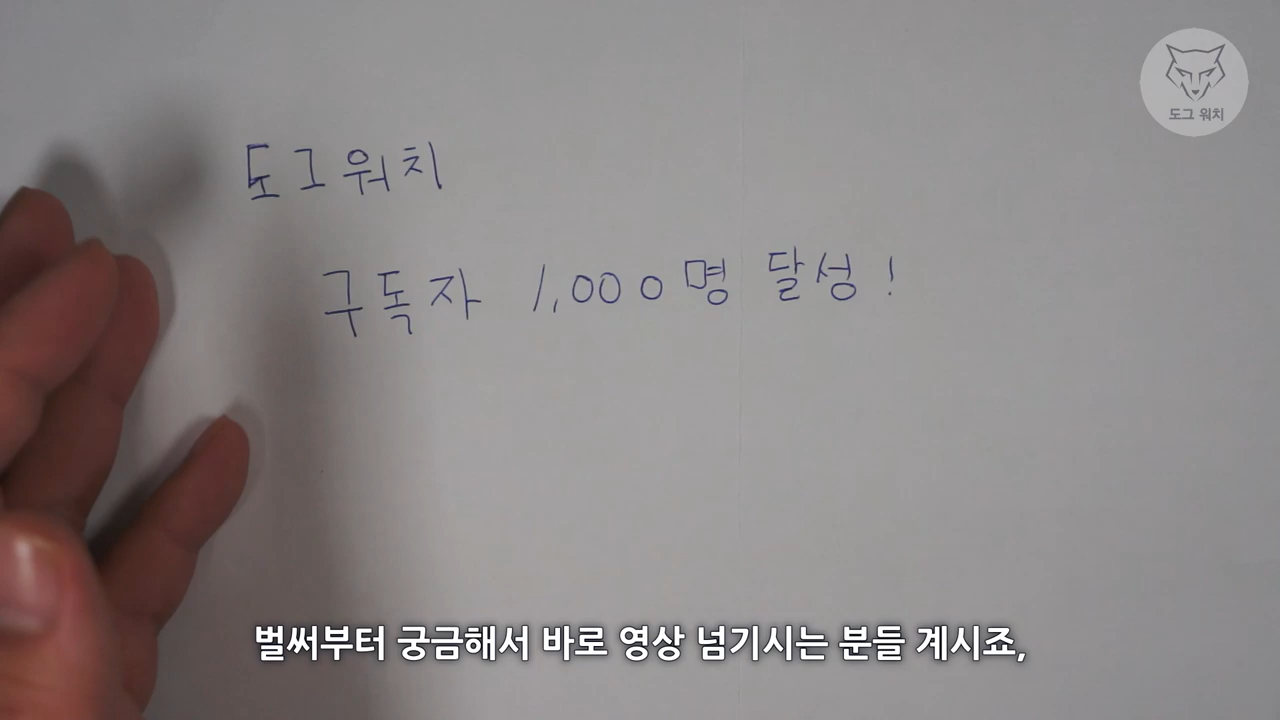 도그 워치
도그워치
구독자 1,000명 달성!
벌써부터 궁금해서 바로 영상 넘기시는 분들 계시죠,